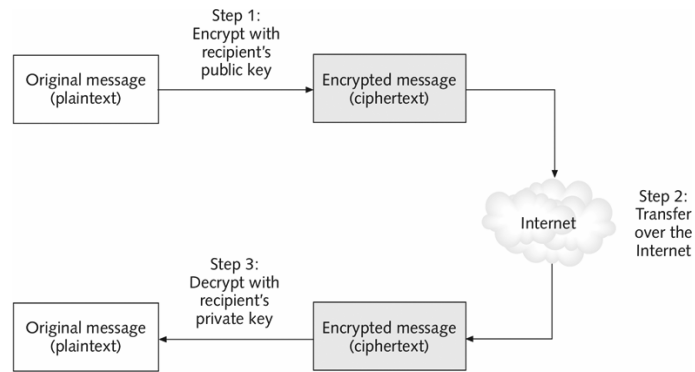 Step 1:
Encrypt with
recipient's
public key
Original message
(plaintext)
Encrypted message
(ciphertext)
Internet
Step 2:
Transfer
over the
Internet
Step 3:
Decrypt with
recipient's
private key
Original message
(plaintext)
Encrypted message
(ciphertext)